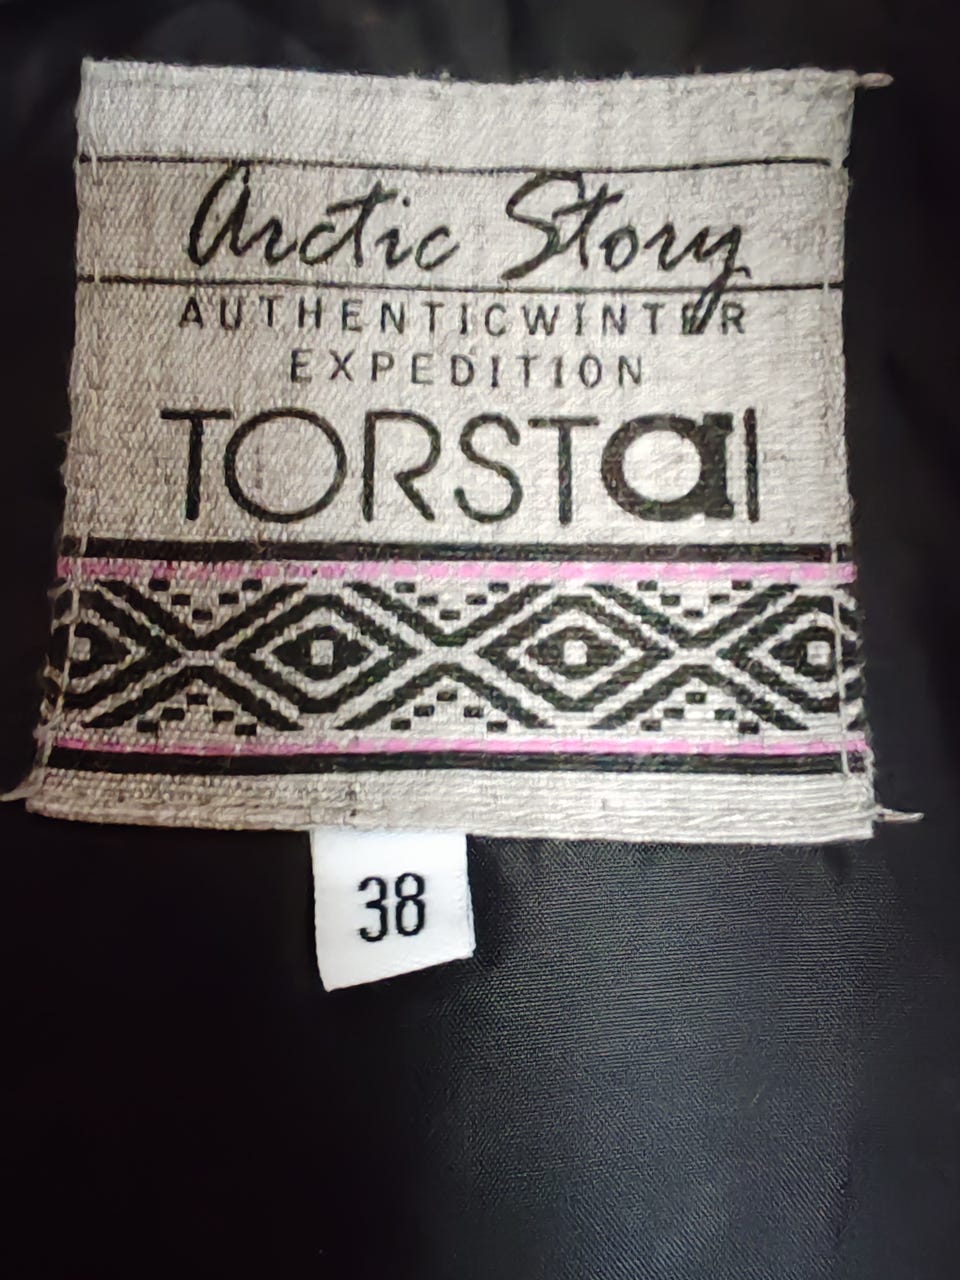 Arctic Story
AUTHENTICWINTER
EXPEDITION
TORSTaI
38